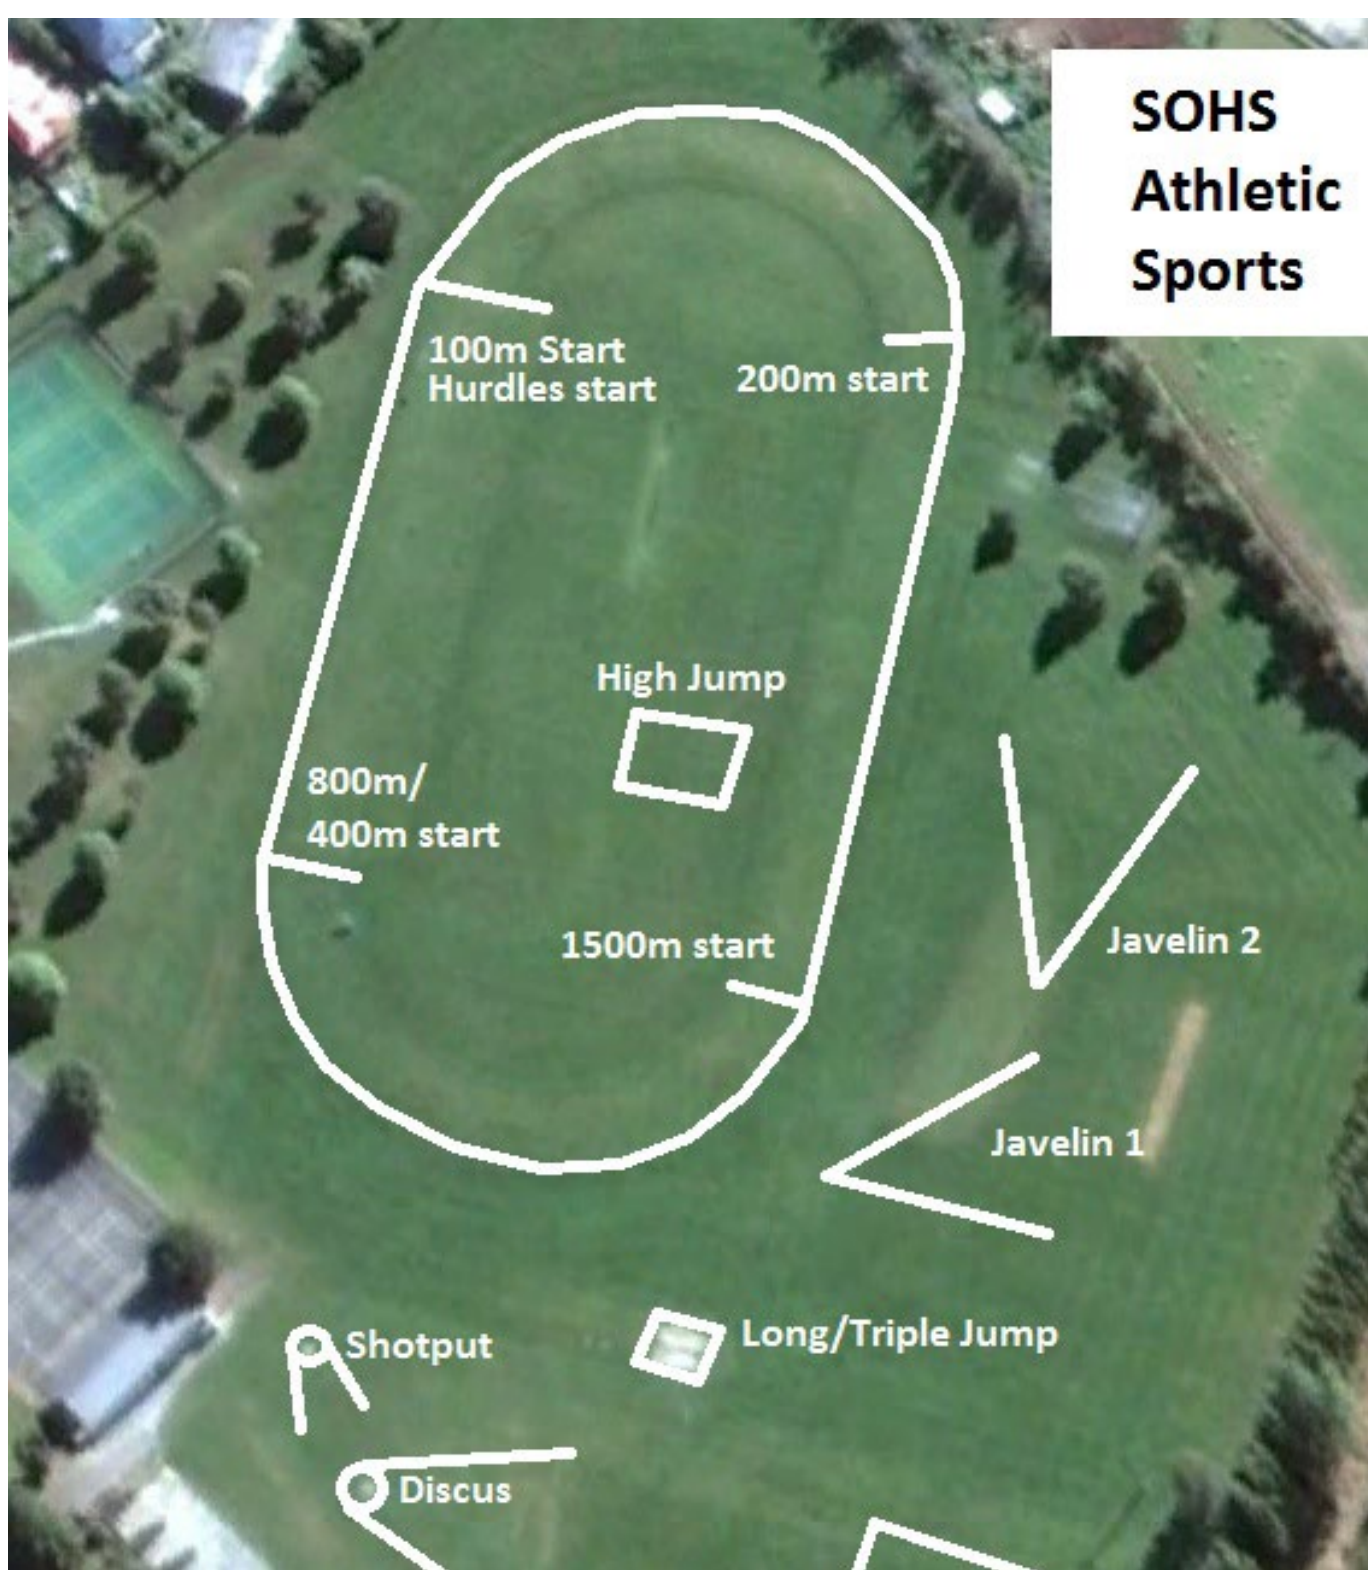 SOHS
Athletic
Sports
100m Start
Hurdles start
200m start
High Jump
800m/
400m start
1500m start
Javelin 2
Javelin 1
Shotput
Long/Triple Jump
Discus